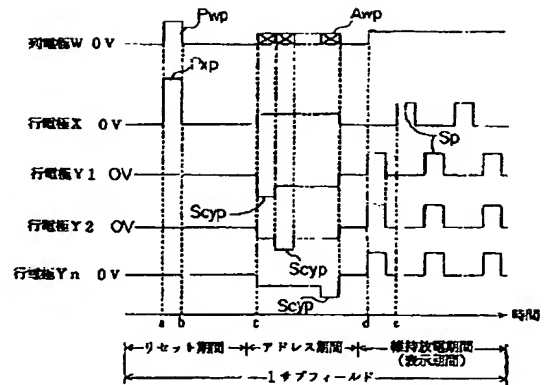 Pwp
Awp
列電極W 0V
Pxp
行電極X 0V
Sp
行電極Y1 0V
Scyp
行電極Y2 0V
Scyp
行電極Yn 0V
Scyp
時間
a b c d e
リセット期間 アドレス期間 維持放電期間
(表示期間)
1サブフィールド